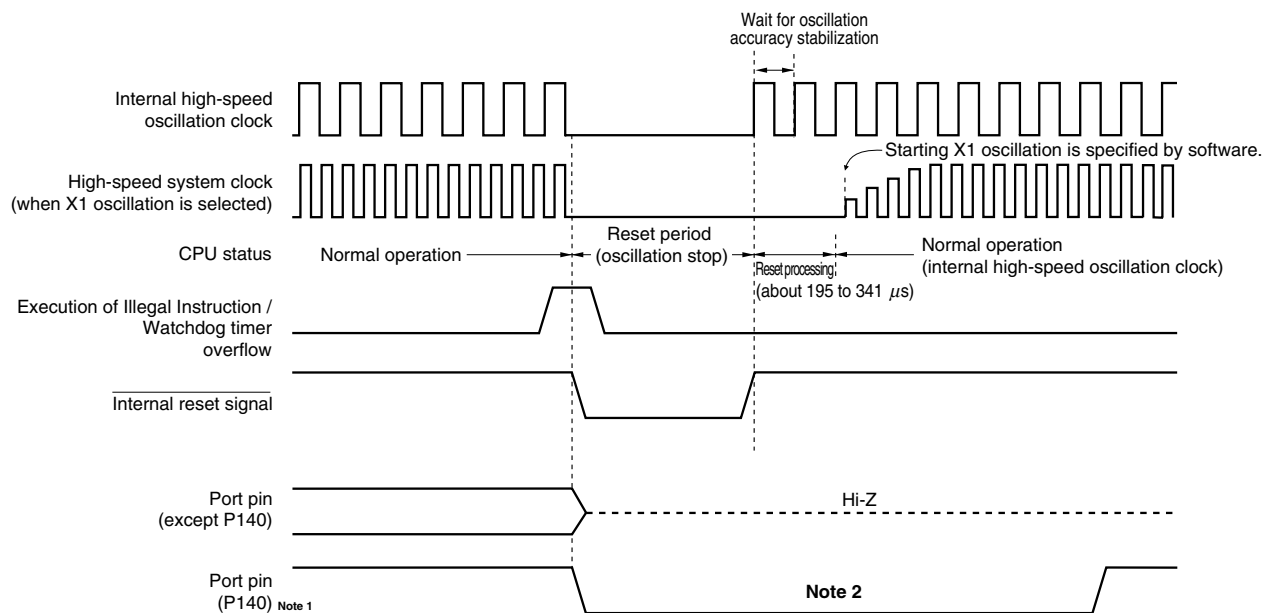 Wait for oscillation
accuracy stabilization
Internal high-speed
oscillation clock
Starting X1 oscillation is specified by software.
High-speed system clock
(when X1 oscillation is selected)
CPU status
Normal operation
Reset period
(oscillation stop)
Reset processing
(about 195 to 341 μs)
Normal operation
(internal high-speed oscillation clock)
Execution of Illegal Instruction /
Watchdog timer
overflow
Internal reset signal
Port pin
(except P140)
Hi-Z
Port pin
(P140) Note 1
Note 2